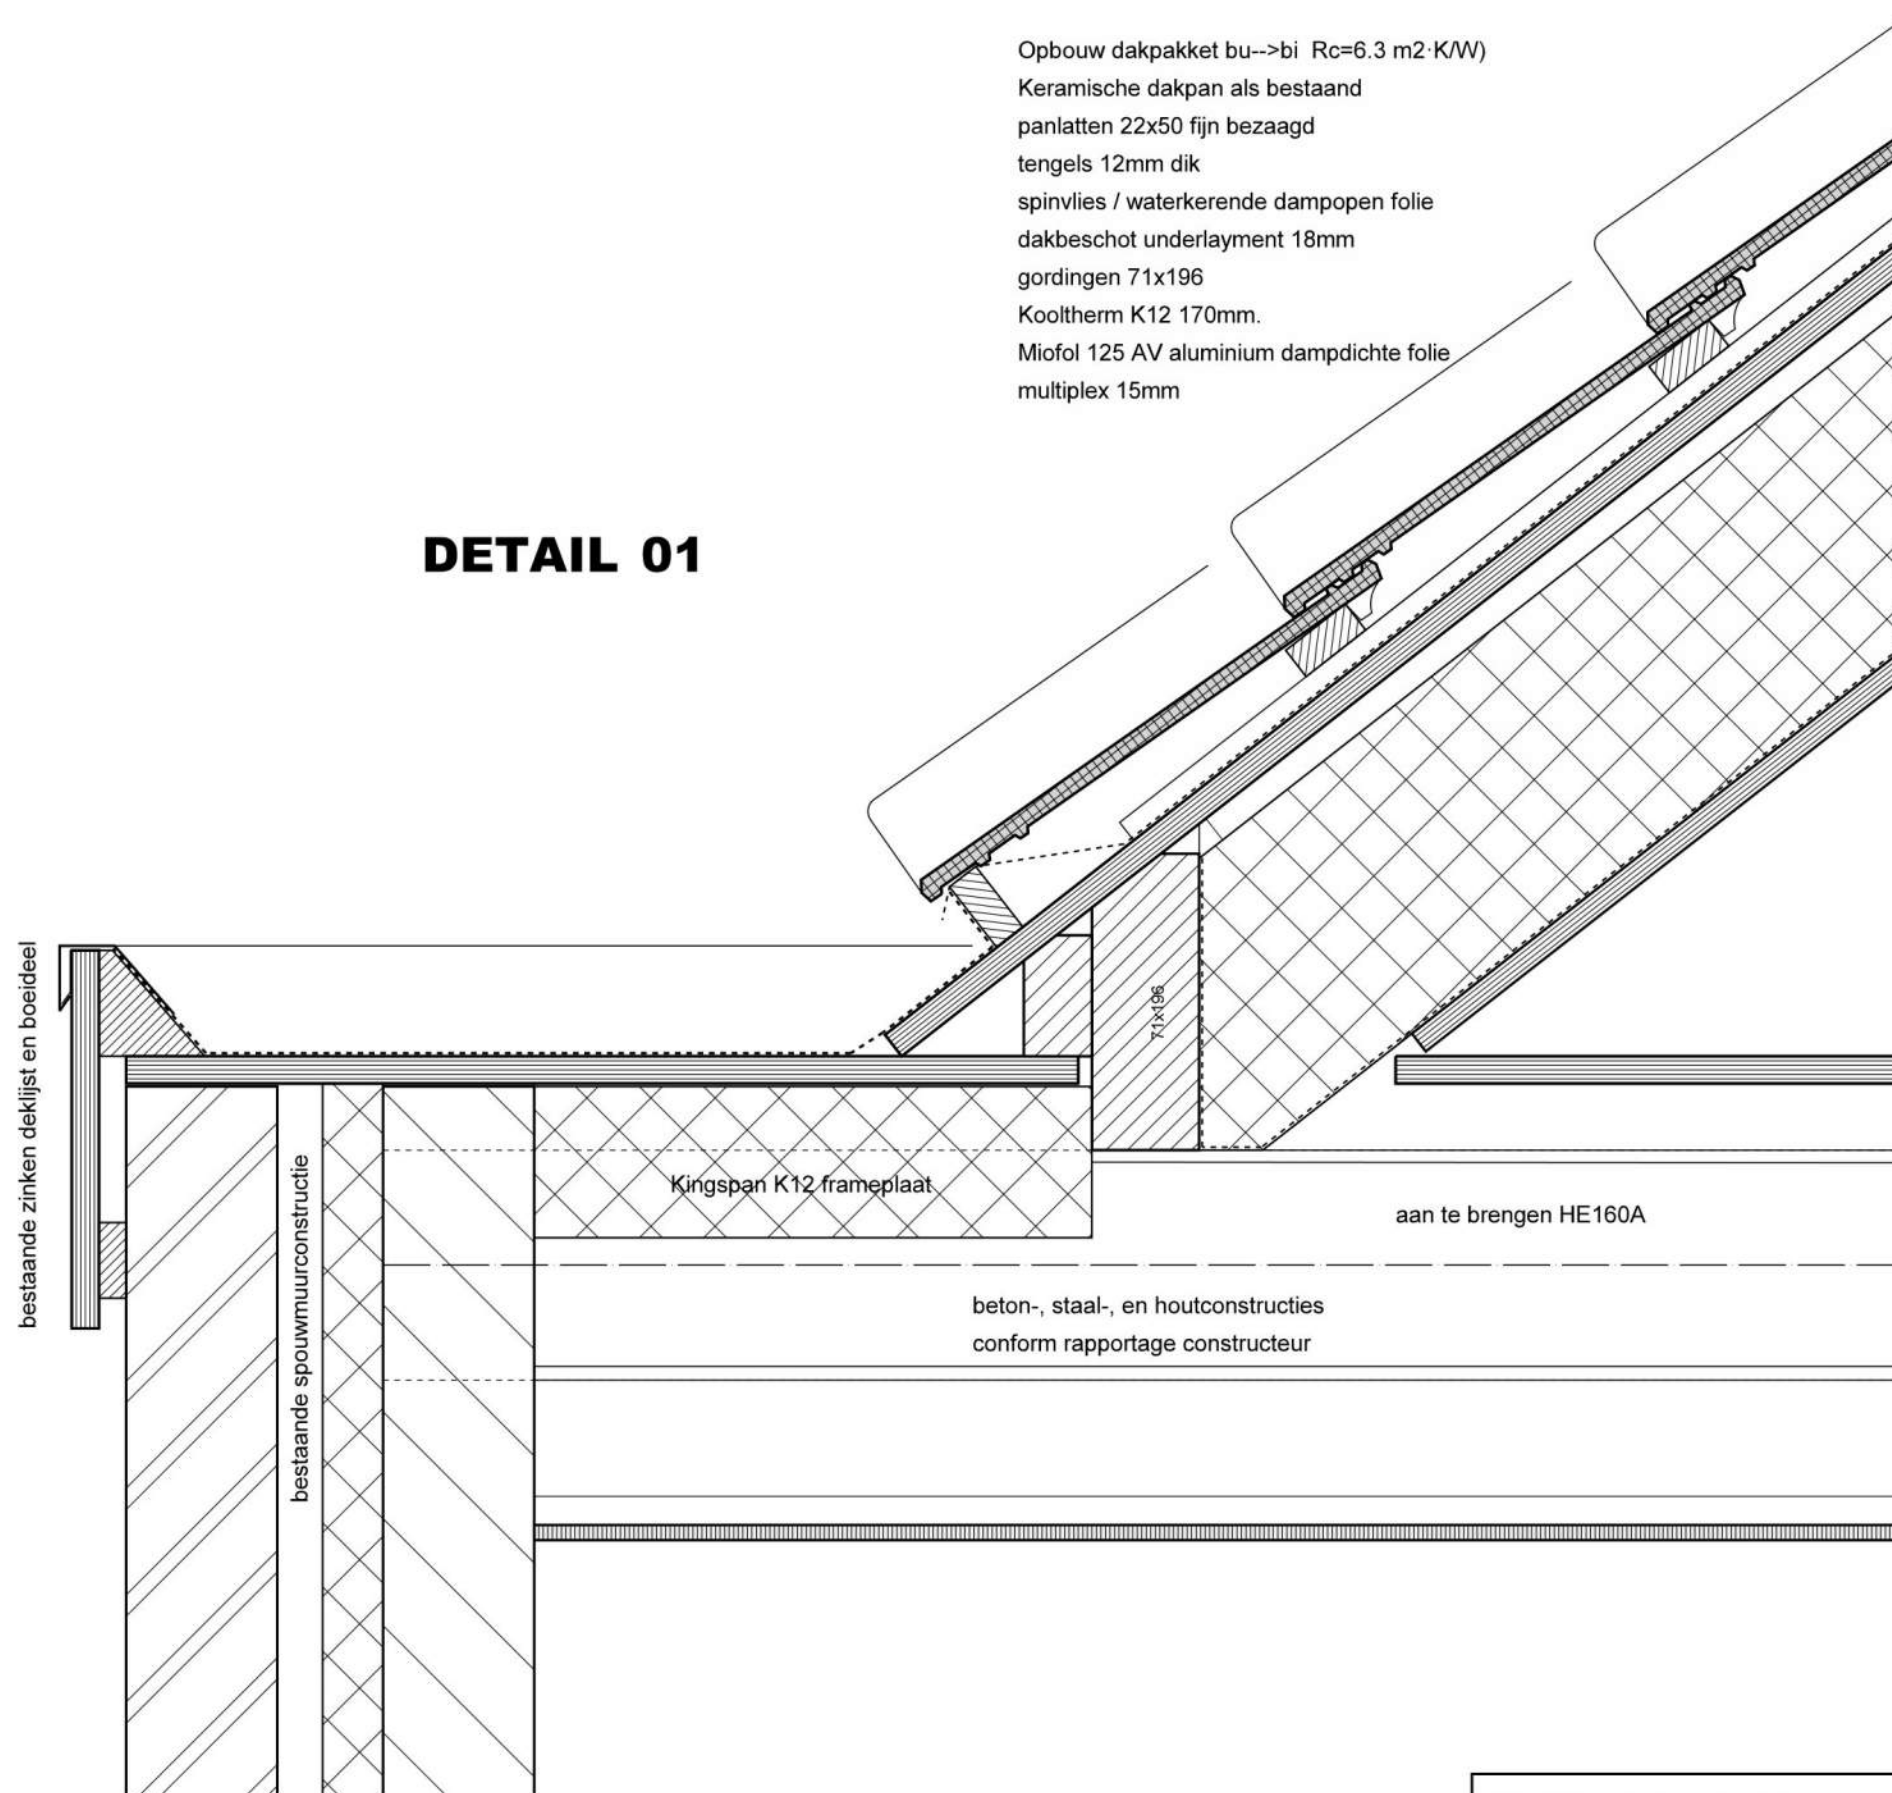 Opbouw dakpakket bu-->bi Rc=6.3 m2·K/W)
Keramische dakpan als bestaand
panlatten 22x50 fijn bezaagd
tengels 12mm dik
spinvlies / waterkerende dampopen folie
dakbeschot underlayment 18mm
gordingen 71x196
Kooltherm K12 170mm.
Miofol 125 AV aluminium dampdichte folie
multiplex 15mm
DETAIL 01
bestaande zinken deklijst en boeideel
71x196
bestaande spouwmuurconstructie
Kingspan K12 frameplaat
aan te brengen HE160A
beton-, staal-, en houtconstructies
conform rapportage constructeur